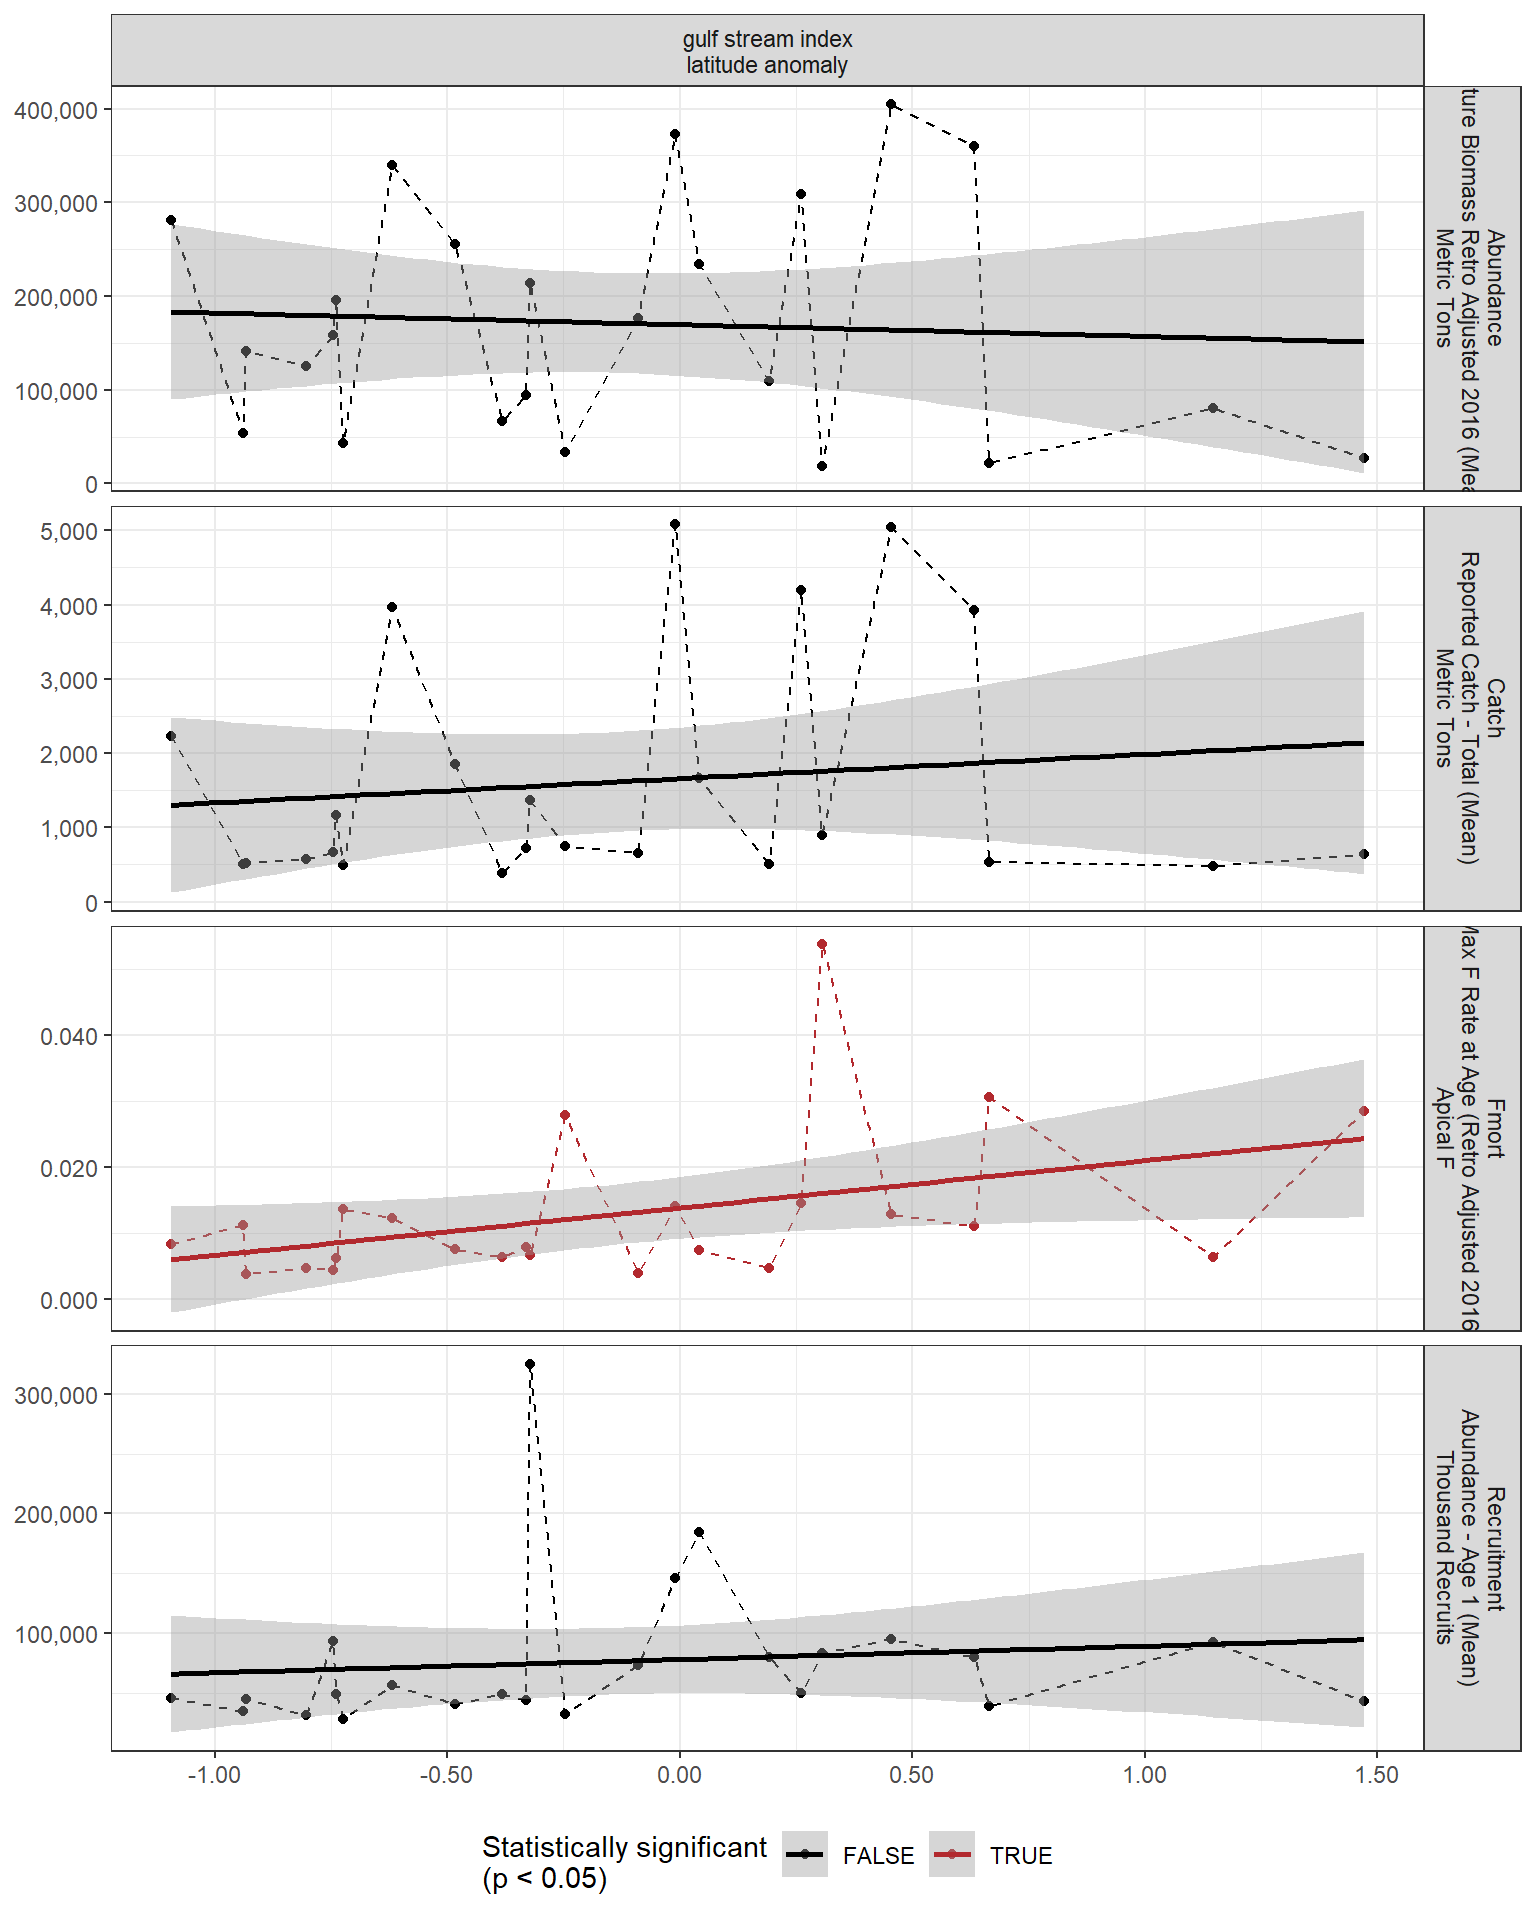 gulf stream index
latitude anomaly
400,000
300,000
200,000
100,000
0
Abundance
Biomass Retro Adjusted 2016
Metric Tons
5,000
4,000
3,000
2,000
1,000
0
Catch
Reported Catch - Total (Mean)
Metric Tons
0.040
0.020
0.000
Fmort
F Rate at Age (Retro Adjusted 2016
Apical F
300,000
200,000
100,000
Recruitment
Abundance - Age 1 (Mean)
Thousand Recruits
-1.00
-0.50
0.00
0.50
1.00
1.50
Statistically significant
(p < 0.05)
FALSE
TRUE